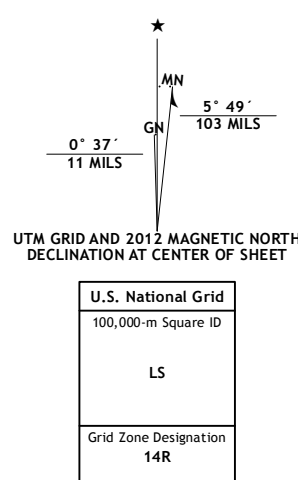 ★
MN
5° 49´
103 MILS
GN
0° 37´
11 MILS
UTM GRID AND 2012 MAGNETIC NORTH
DECLINATION AT CENTER OF SHEET
U.S. National Grid
100,000-m Square ID
LS
Grid Zone Designation
14R